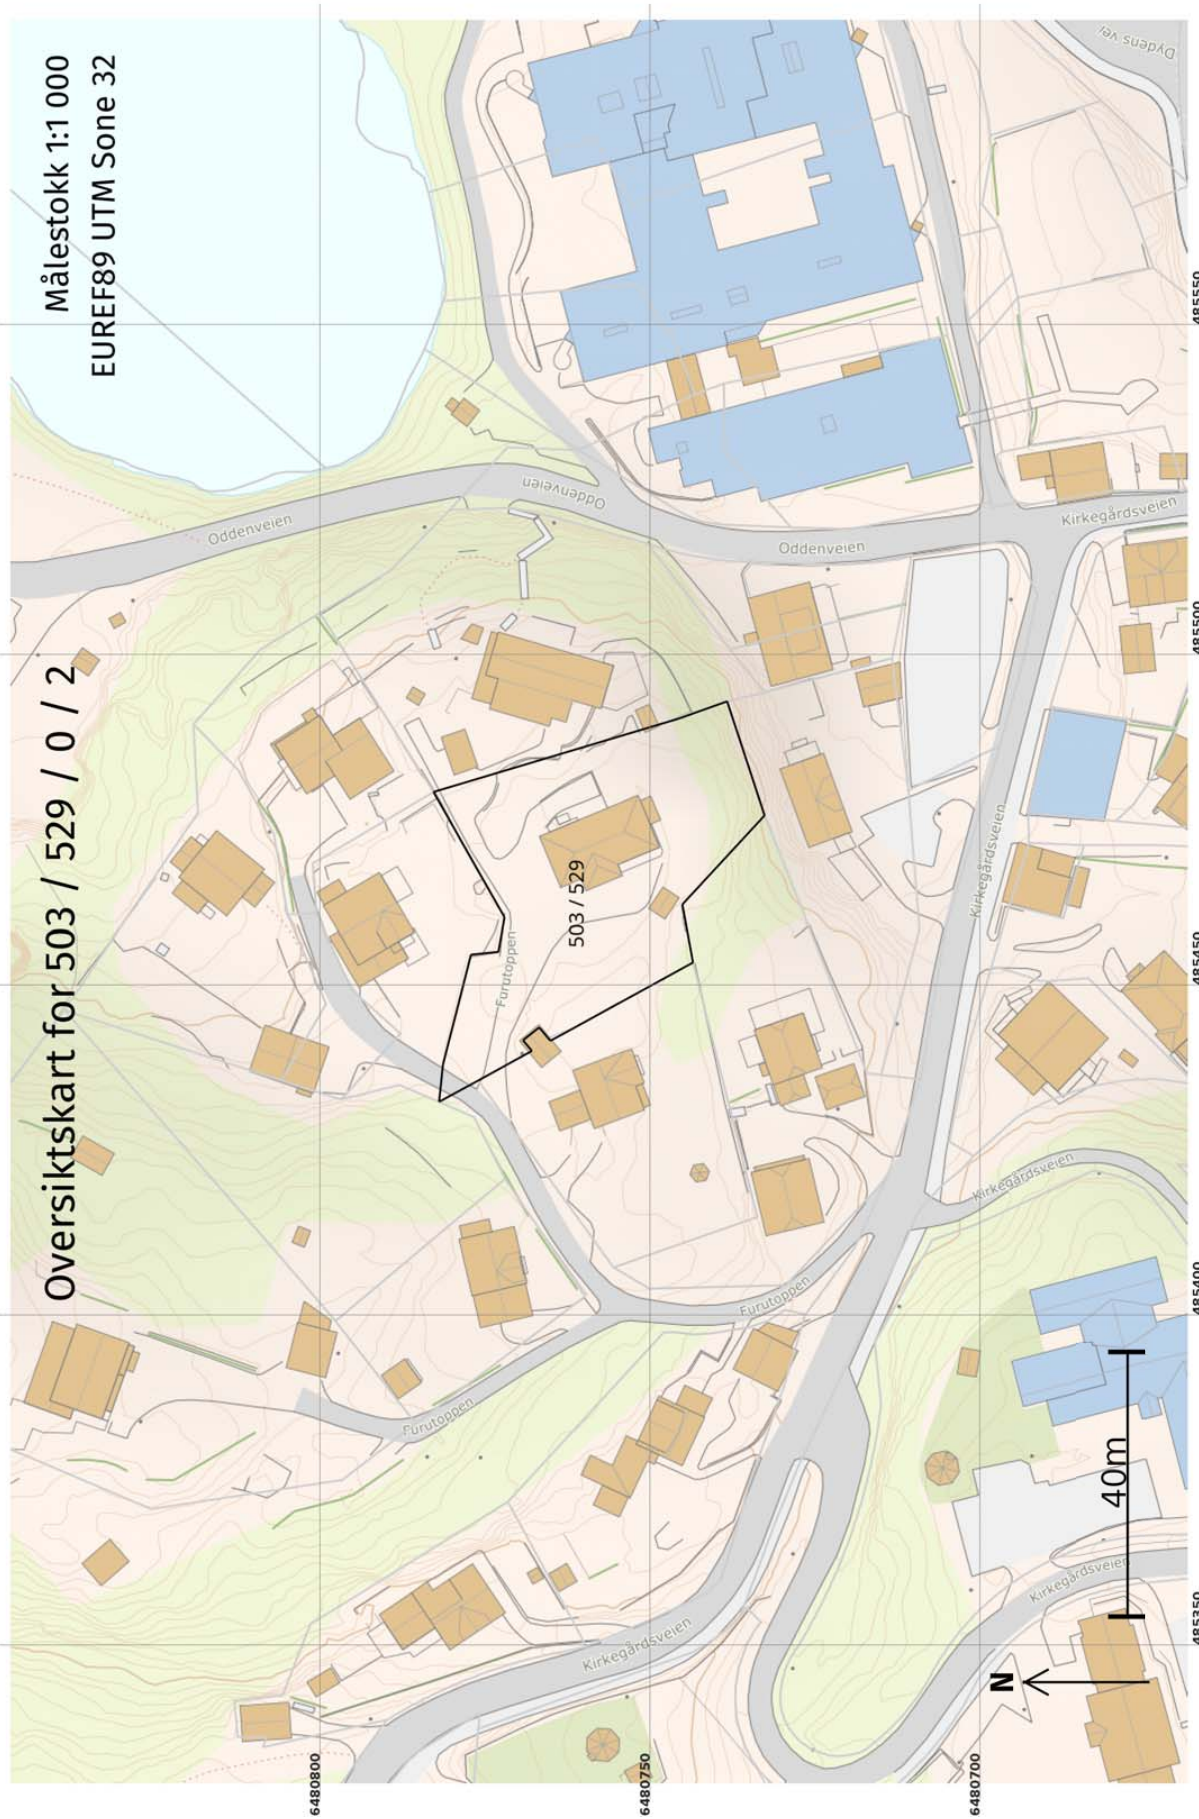 Oversiktskart for 503 / 529 / 0 / 2
Målestokk 1:1 000
EUREF89 UTM Sone 32
Dydens vei
Oddenveien
Oddenveien
Oddenveien
Kirkegårdsveien
Kirkegårdsveien
Kirkegårdsveien
Kirkegårdsveien
Kirkegårdsveien
Furutoppen
Furutoppen
Furutoppen
503 / 529
6480800
6480750
6480700
485350
485400
485450
485500
485550
40m
N